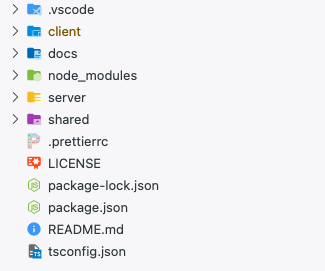 .vscode
client
docs
node_modules
server
shared
.prettierrc
LICENSE
package-lock.json
package.json
README.md
tsconfig.json